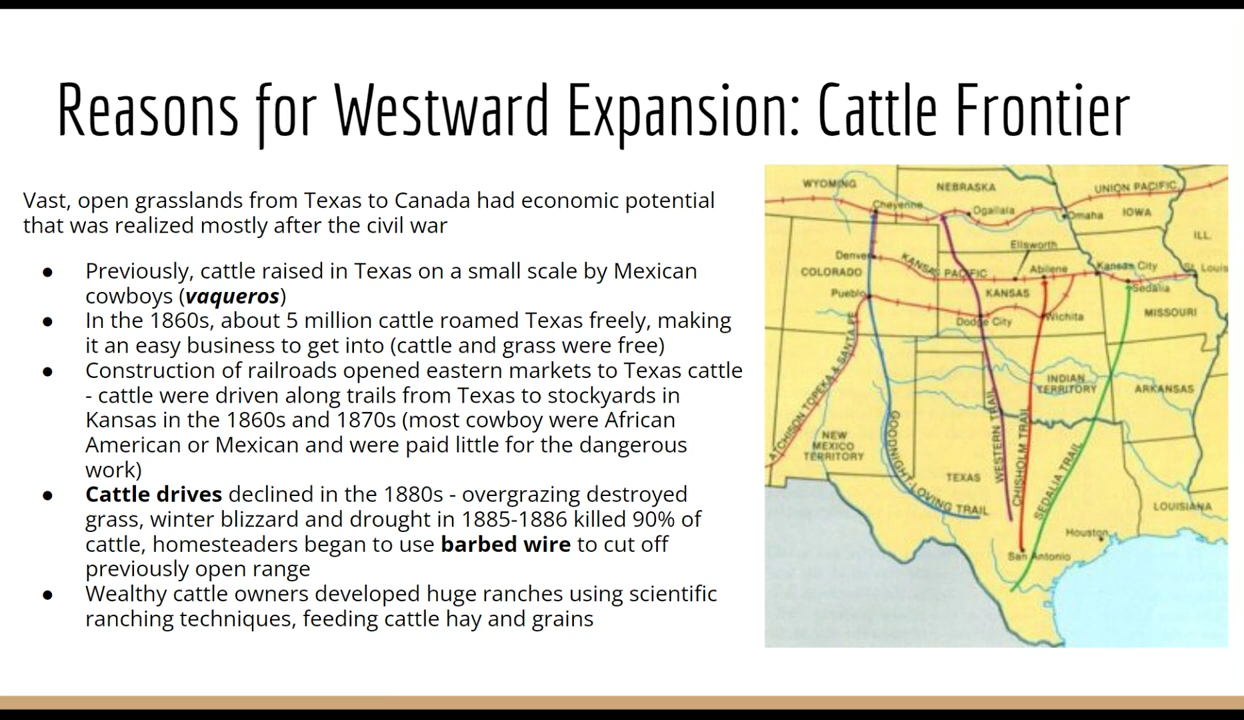 Reasons for Westward Expansion: Cattle Frontier
Vast, open grasslands from Texas to Canada had economic potential
that was realized mostly after the civil war
● Previously, cattle raised in Texas on a small scale by Mexican
cowboys (vaqueros)
● In the 1860s, about 5 million cattle roamed Texas freely, making
it an easy business to get into (cattle and grass were free)
● Construction of railroads opened eastern markets to Texas cattle
- cattle were driven along trails from Texas to stockyards in
Kansas in the 1860s and 1870s (most cowboy were African
American or Mexican and were paid little for the dangerous
work)
● Cattle drives declined in the 1880s - overgrazing destroyed
grass, winter blizzard and drought in 1885-1886 killed 90% of
cattle, homesteaders began to use barbed wire to cut off
previously open range
● Wealthy cattle owners developed huge ranches using scientific
ranching techniques, feeding cattle hay and grains
WYOMING
NEBRASKA
UNION PACIFIC
Cheyenne
Ogallala
Omaha
IOWA
ILL.
Ellsworth
Denver
KANSAS PACIFIC
Abilene
Kansas City
St. Louis
COLORADO
Pueblo
KANSAS
Sedalia
Dodge City
Wichita
MISSOURI
ATCHISON TOPEKA & SANTA FE
INDIAN
TERRITORY
ARKANSAS
NEW
MEXICO
TERRITORY
GOODNIGHT-LOVING TRAIL
WESTERN TRAIL
CHISHOLM TRAIL
SEDALIA TRAIL
TEXAS
LOUISIANA
Houston
San Antonio